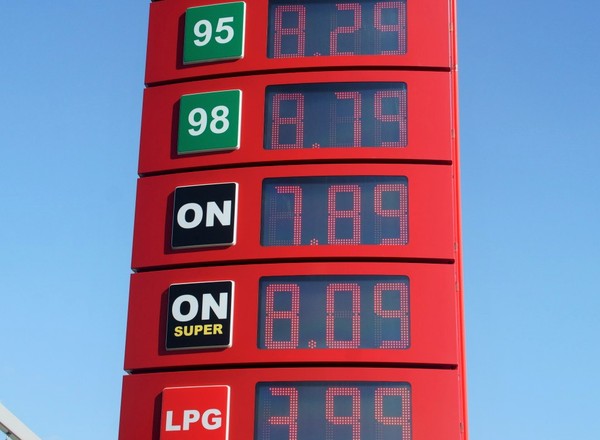 95 8.29
98 8.79
ON 7.89
ON SUPER 8.09
LPG 3.99